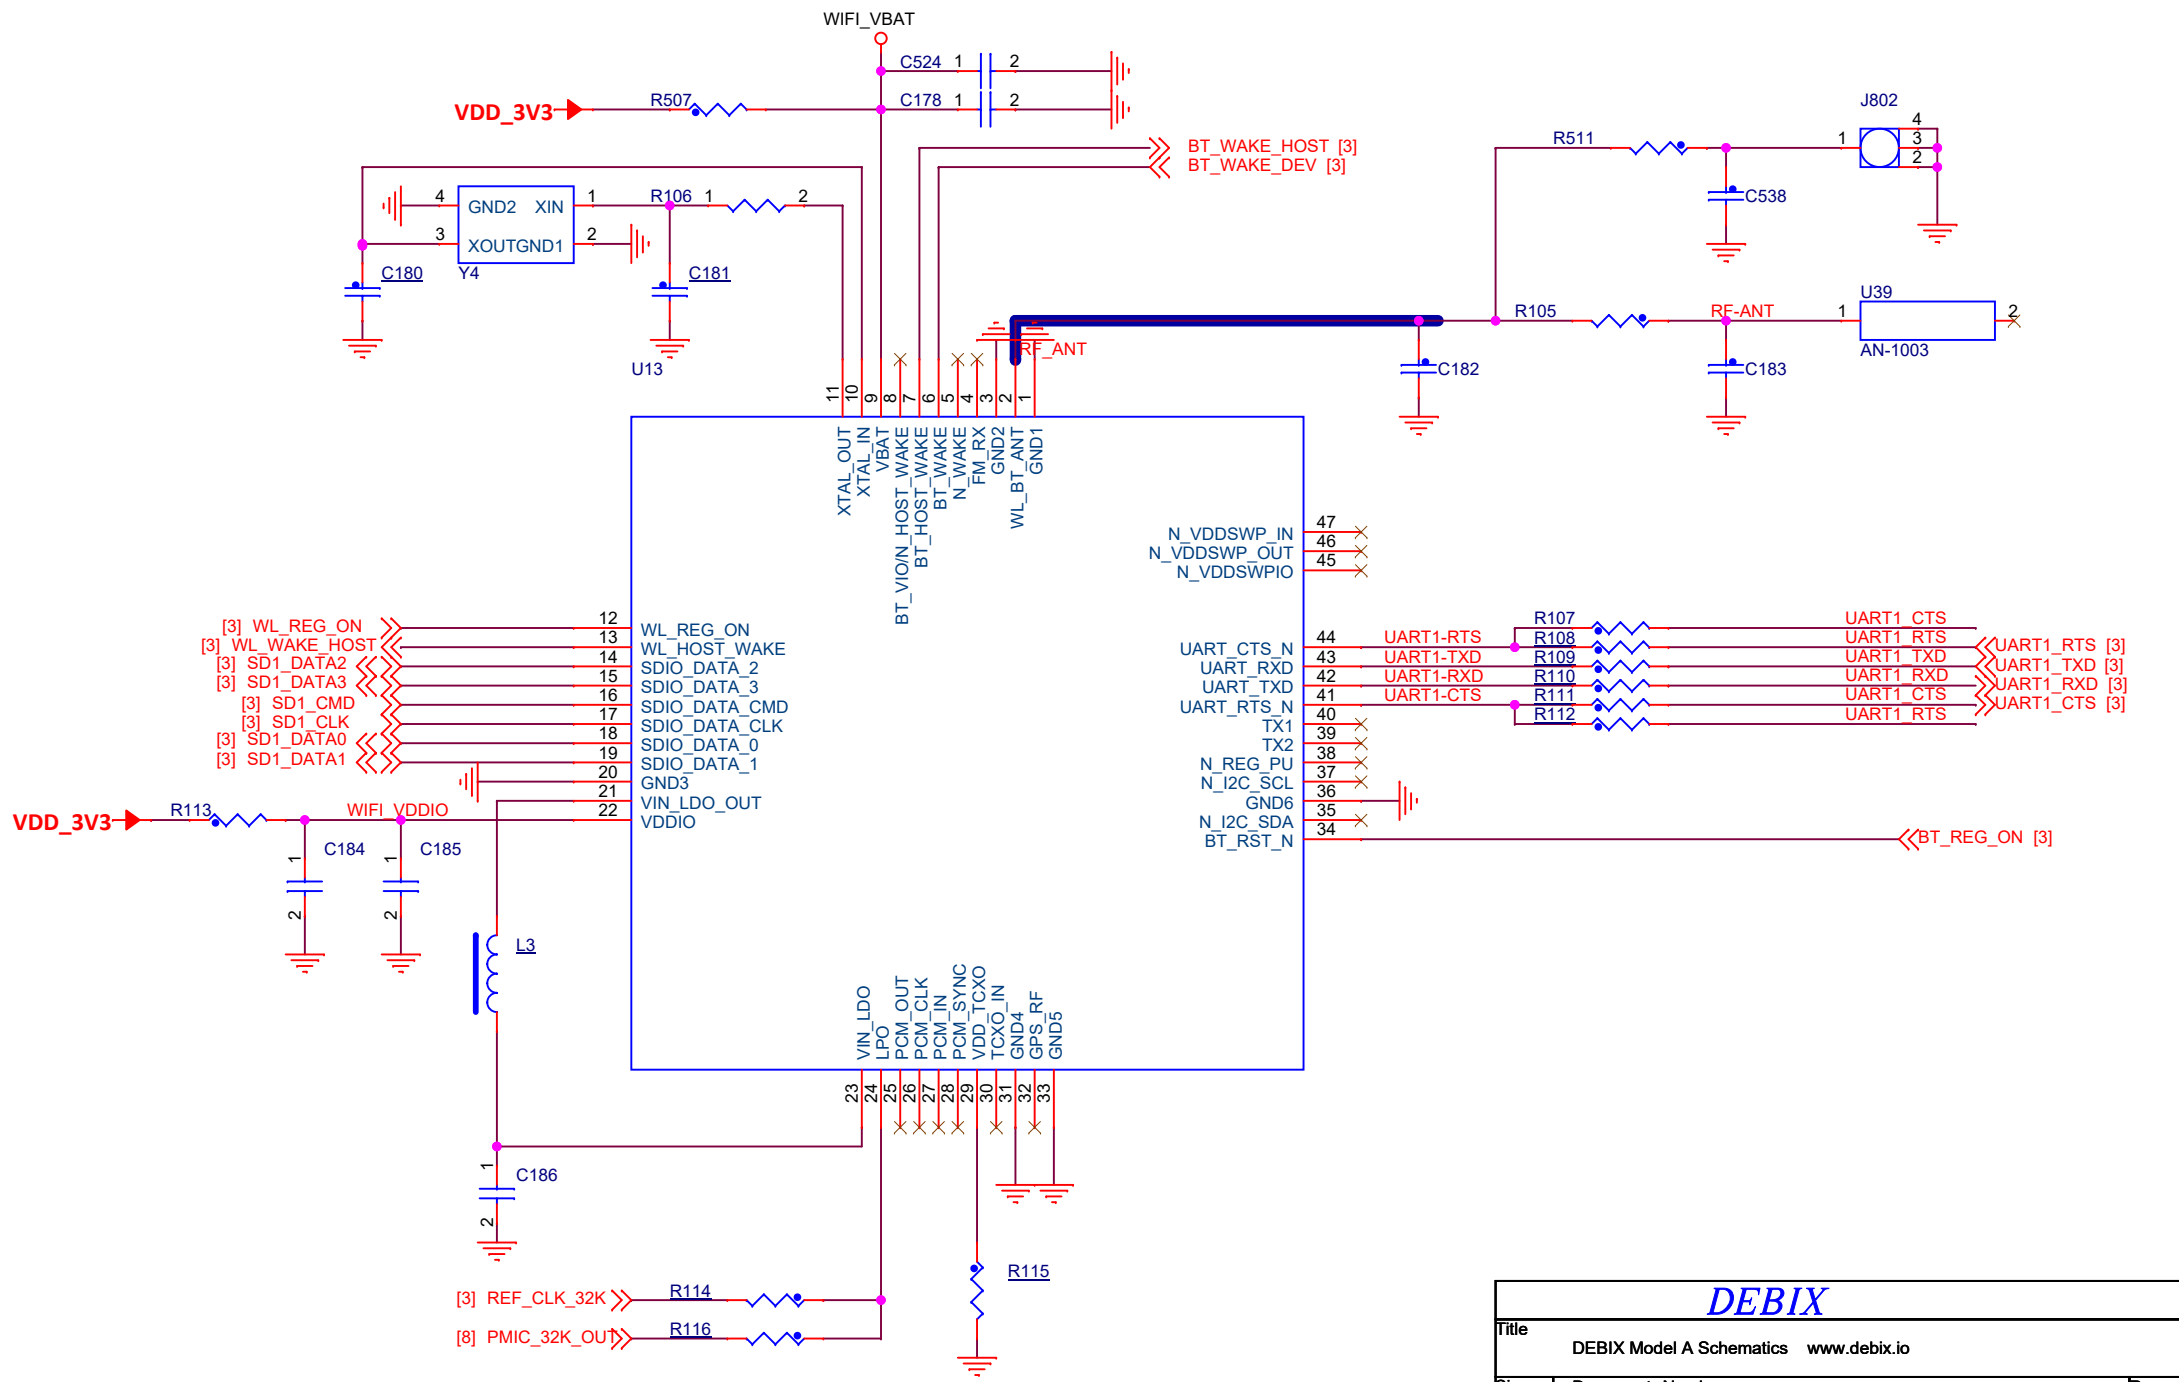 WIFI_VBAT
C524 1 2
VDD_3V3 R507 C178 1 2
J802
BT_WAKE_HOST [3]
BT_WAKE_DEV [3]
R511 1 4
3
2
4 GND2 XIN 1 R106 1 2
C538
3 XOUT GND1 2
C180 Y4 C181
U39
R105 RF-ANT 1 2
AN-1003
RF_ANT
C182 C183
U13
11 10 9 8 7 6 5 4 3 2 1
XTAL_OUT
XTAL_IN
VBAT
BT_VIO/N_HOST_WAKE
BT_HOST_WAKE
BT_WAKE
N_WAKE
FM_RX
GND2
WL_BT_ANT
GND1
N_VDDSWP_IN 47
N_VDDSWP_OUT 46
N_VDDSWPIO 45
[3] WL_REG_ON 12 WL_REG_ON
[3] WL_WAKE_HOST 13 WL_HOST_WAKE
[3] SD1_DATA2 14 SDIO_DATA_2
[3] SD1_DATA3 15 SDIO_DATA_3
[3] SD1_CMD 16 SDIO_DATA_CMD
[3] SD1_CLK 17 SDIO_DATA_CLK
[3] SD1_DATA0 18 SDIO_DATA_0
[3] SD1_DATA1 19 SDIO_DATA_1
20 GND3
21 VIN_LDO_OUT
VDD_3V3 R113 WIFI_VDDIO 22 VDDIO
R107 UART1_CTS
UART_CTS_N 44 UART1-RTS R108 UART1_RTS UART1_RTS [3]
UART_RXD 43 UART1-TXD R109 UART1_TXD UART1_TXD [3]
UART_TXD 42 UART1-RXD R110 UART1_RXD UART1_RXD [3]
UART_RTS_N 41 UART1-CTS R111 UART1_CTS UART1_CTS [3]
TX1 40 R112 UART1_RTS
TX2 39
N_REG_PU 38
N_I2C_SCL 37
GND6 36
N_I2C_SDA 35
BT_RST_N 34 BT_REG_ON [3]
1 C184 1 C185
2 2
L3
VIN_LDO
LPO
PCM_OUT
PCM_CLK
PCM_IN
PCM_SYNC
VDD_TCXO
TCXO_IN
GND4
GPS_RF
GND5
23 24 25 26 27 28 29 30 31 32 33
1 C186
2
R115
[3] REF_CLK_32K R114
[8] PMIC_32K_OUT R116
DEBIX
Title
DEBIX Model A Schematics www.debix.io